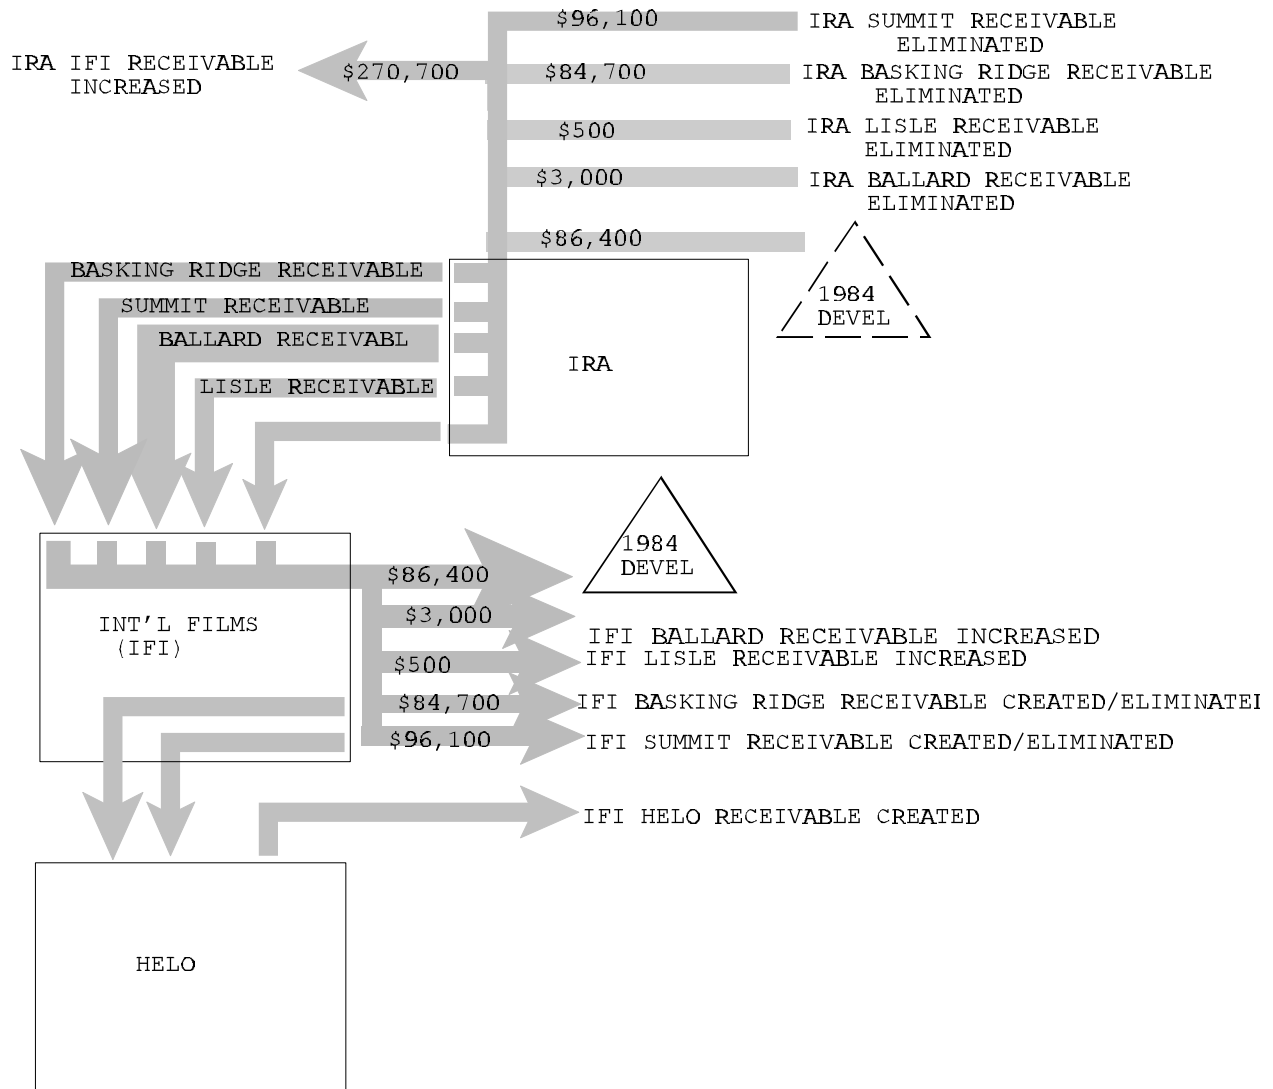 $96,100
IRA SUMMIT RECEIVABLE
ELIMINATED
IRA IFI RECEIVABLE
INCREASED
$270,700
$84,700
IRA BASKING RIDGE RECEIVABLE
ELIMINATED
$500
IRA LISLE RECEIVABLE
ELIMINATED
$3,000
IRA BALLARD RECEIVABLE
ELIMINATED
$86,400
BASKING RIDGE RECEIVABLE
SUMMIT RECEIVABLE
BALLARD RECEIVABL
LISLE RECEIVABLE
IRA
1984
DEVEL
1984
DEVEL
$86,400
$3,000
INT'L FILMS
(IFI)
IFI BALLARD RECEIVABLE INCREASED
$500
IFI LISLE RECEIVABLE INCREASED
$84,700
IFI BASKING RIDGE RECEIVABLE CREATED/ELIMINATEI
$96,100
IFI SUMMIT RECEIVABLE CREATED/ELIMINATED
IFI HELO RECEIVABLE CREATED
HELO